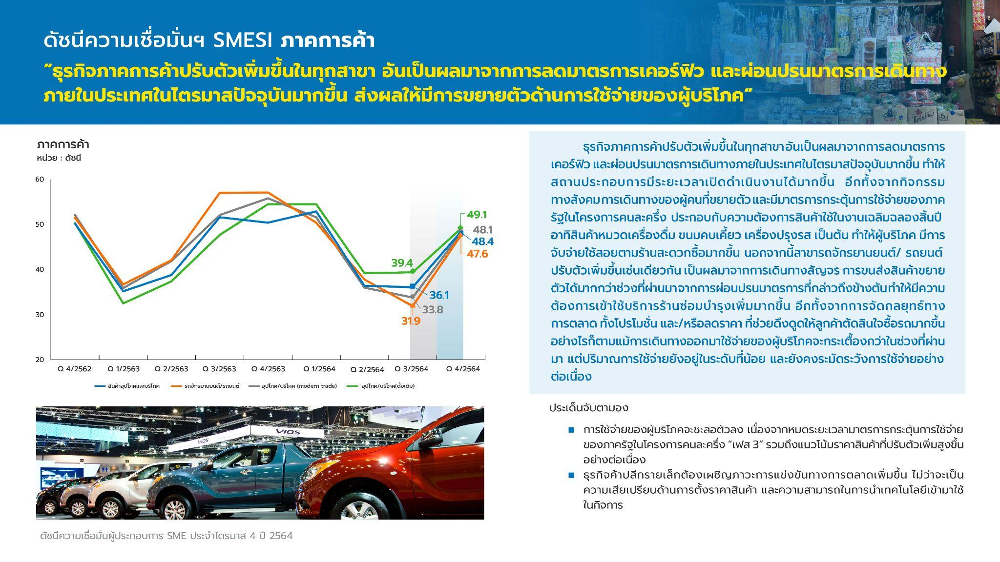 ดัชนีความเชื่อมั่นฯ SMESI ภาคการค้า
“ธุรกิจภาคการค้าปรับตัวเพิ่มขึ้นในทุกสาขา อันเป็นผลมาจากการลดมาตรการเคอร์ฟิว และผ่อนปรนมาตรการเดินทาง
ภายในประเทศในไตรมาสปัจจุบันมากขึ้น ส่งผลให้มีการขยายตัวด้านการใช้จ่ายของผู้บริโภค”
ภาคการค้า
หน่วย : ดัชนี
60
50
40
30
20
49.1
48.1
48.4
47.6
39.4
36.1
33.8
31.9
Q 4/2562 Q 1/2563 Q 2/2563 Q 3/2563 Q 4/2563 Q 1/2564 Q 2/2564 Q 3/2564 Q 4/2564
สินค้าอุปโภคและบริโภค รถจักรยานยนต์/รถยนต์ อุปโภค/บริโภค (modern trade) อุปโภค/บริโภค(ดั้งเดิม)
ธุรกิจภาคการค้าปรับตัวเพิ่มขึ้นในทุกสาขาอันเป็นผลมาจากการลดมาตรการ
เคอร์ฟิว และผ่อนปรนมาตรการเดินทางภายในประเทศในไตรมาสปัจจุบันมากขึ้น ทำให้
สถานประกอบการมีระยะเวลาเปิดดำเนินงานได้มากขึ้น อีกทั้งจากกิจกรรม
ทางสังคมการเดินทางของผู้คนที่ขยายตัวและมีมาตรการกระตุ้นการใช้จ่ายของภาค
รัฐในโครงการคนละครึ่ง ประกอบกับความต้องการสินค้าใช้ในงานเฉลิมฉลองสิ้นปี
อาทิสินค้าหมวดเครื่องดื่ม ขนมคบเคี้ยว เครื่องปรุงรส เป็นต้น ทำให้ผู้บริโภค มีการ
จับจ่ายใช้สอยตามร้านสะดวกซื้อมากขึ้น นอกจากนี้สาขารถจักรยานยนต์/ รถยนต์
ปรับตัวเพิ่มขึ้นเช่นเดียวกัน เป็นผลมาจากการเดินทางสัญจร การขนส่งสินค้าขยาย
ตัวได้มากกว่าช่วงที่ผ่านมาจากการผ่อนปรนมาตรการที่กล่าวถึงข้างต้นทำให้มีความ
ต้องการเข้าใช้บริการร้านซ่อมบำรุงเพิ่มมากขึ้น อีกทั้งจากการจัดกลยุทธ์ทาง
การตลาด ทั้งโปรโมชั่น และ/หรือลดราคา ที่ช่วยดึงดูดให้ลูกค้าตัดสินใจซื้อรถมากขึ้น
อย่างไรก็ตามแม้การเดินทางออกมาใช้จ่ายของผู้บริโภคจะกระเตื้องกว่าในช่วงที่ผ่าน
มา แต่ปริมาณการใช้จ่ายยังอยู่ในระดับที่น้อย และยังคงระมัดระวังการใช้จ่ายอย่าง
ต่อเนื่อง
ประเด็นจับตามอง
การใช้จ่ายของผู้บริโภคจะชะลอตัวลง เนื่องจากหมดระยะเวลามาตรการกระตุ้นการใช้จ่าย
ของภาครัฐในโครงการคนละครึ่ง “เฟส 3” รวมถึงแนวโน้มราคาสินค้าที่ปรับตัวเพิ่มสูงขึ้น
อย่างต่อเนื่อง
ธุรกิจค้าปลีกรายเล็กต้องเผชิญภาวะการแข่งขันทางการตลาดเพิ่มขึ้น ไม่ว่าจะเป็น
ความเสียเปรียบด้านการตั้งราคาสินค้า และความสามารถในการนำเทคโนโลยีเข้ามาใช้
ในกิจการ
VIOS
VIOS
32
33
ดัชนีความเชื่อมั่นผู้ประกอบการ SME ประจำไตรมาส 4 ปี 2564